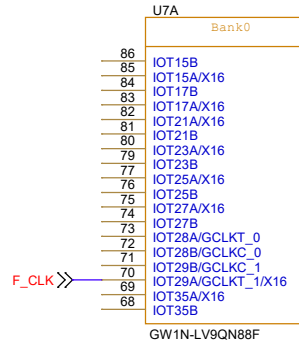 U7A
Bank0
86 IOT15B
85 IOT15A/X16
84 IOT17B
83 IOT17A/X16
82 IOT21A/X16
81 IOT21B
80 IOT23A/X16
79 IOT23B
77 IOT25A/X16
76 IOT25B
75 IOT27A/X16
74 IOT27B
73 IOT28A/GCLKT_0
72 IOT28B/GCLKC_0
71 IOT29B/GCLKC_1
F_CLK 70 IOT29A/GCLKT_1/X16
69 IOT35A/X16
68 IOT35B
GW1N-LV9QN88F